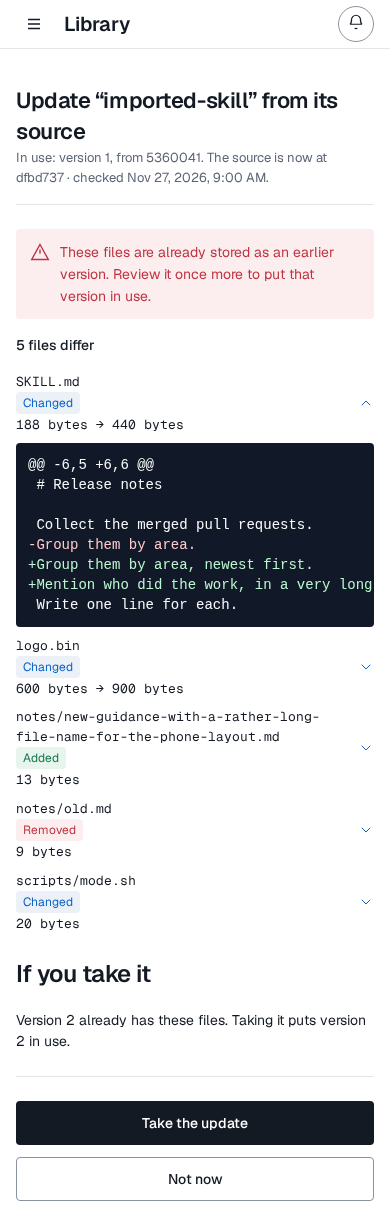 Library
Update “imported-skill” from its
source
In use: version 1, from 5360041. The source is now at
dfbd737 · checked Nov 27, 2026, 9:00 AM.
These files are already stored as an earlier
version. Review it once more to put that
version in use.
5 files differ
SKILL.md
Changed
188 bytes → 440 bytes
@@ -6,5 +6,6 @@
# Release notes
Collect the merged pull requests.
-Group them by area.
+Group them by area, newest first.
+Mention who did the work, in a very long
Write one line for each.
logo.bin
Changed
600 bytes → 900 bytes
notes/new-guidance-with-a-rather-long-
file-name-for-the-phone-layout.md
Added
13 bytes
notes/old.md
Removed
9 bytes
scripts/mode.sh
Changed
20 bytes
If you take it
Version 2 already has these files. Taking it puts version
2 in use.
Take the update
Not now